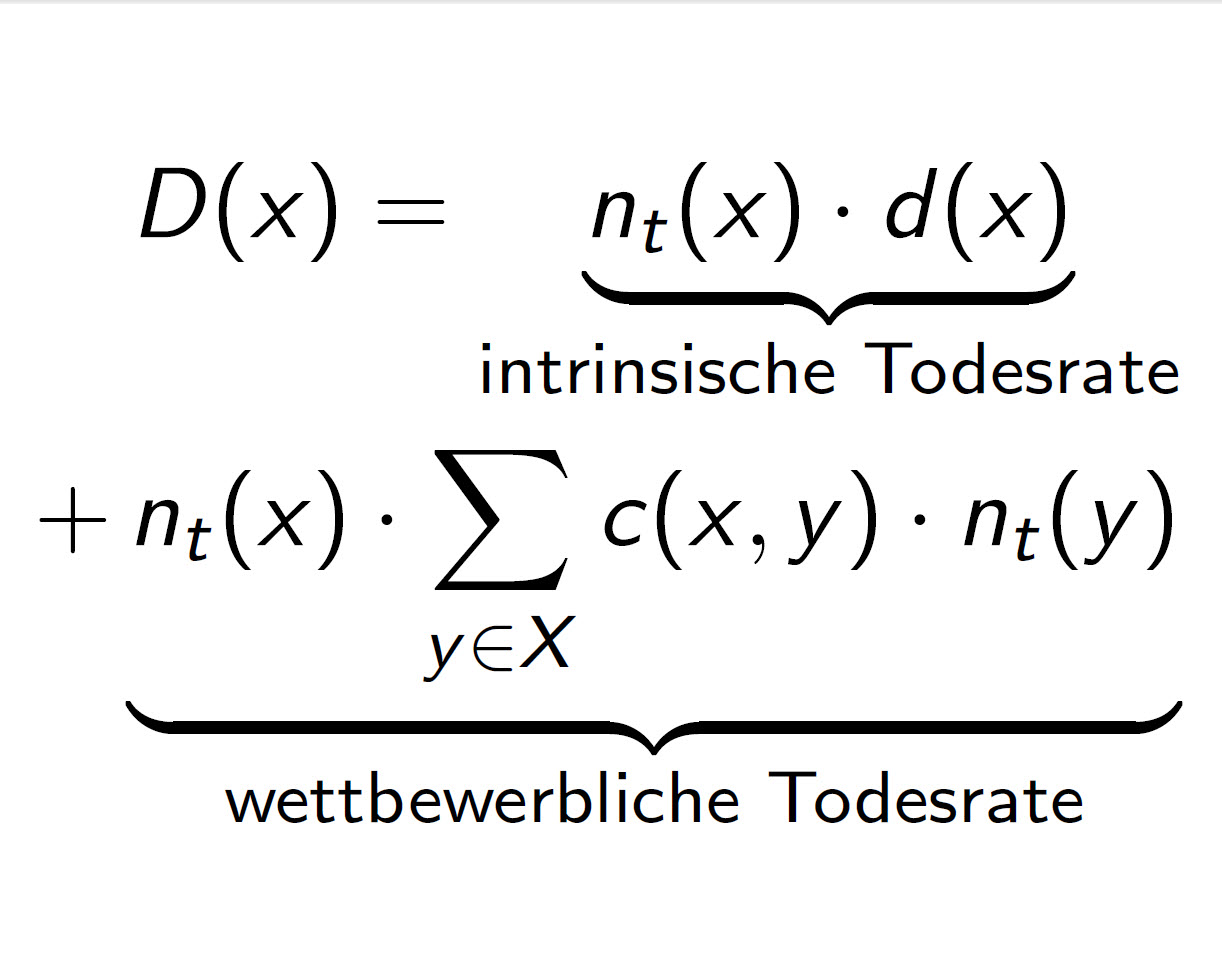 D(x) = n_t(x) · d(x)
intrinsische Todesrate
+ n_t(x) · ∑ c(x, y) · n_t(y)
y∈X
wettbewerbliche Todesrate